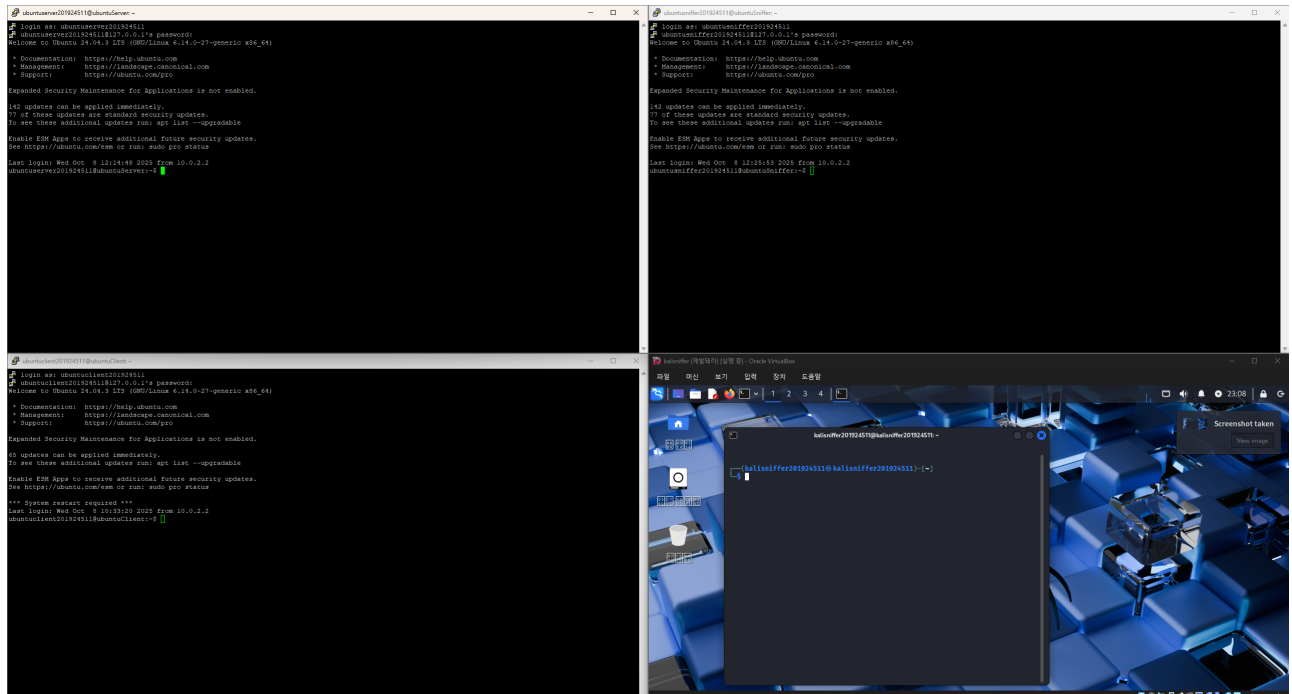 ubuntuserver201924511@ubuntuServer: ~
login as: ubuntuserver201924511
ubuntuserver201924511@127.0.0.1's password:
Welcome to Ubuntu 24.04.3 LTS (GNU/Linux 6.14.0-27-generic x86_64)
* Documentation:  https://help.ubuntu.com
* Management:     https://landscape.canonical.com
* Support:        https://ubuntu.com/pro
Expanded Security Maintenance for Applications is not enabled.
142 updates can be applied immediately.
77 of these updates are standard security updates.
To see these additional updates run: apt list --upgradable
Enable ESM Apps to receive additional future security updates.
See https://ubuntu.com/esm or run: sudo pro status
Last login: Wed Oct  8 12:14:48 2025 from 10.0.2.2
ubuntuserver201924511@ubuntuServer:~$
ubuntusniffer201924511@ubuntuSniffer: ~
login as: ubuntusniffer201924511
ubuntusniffer201924511@127.0.0.1's password:
Welcome to Ubuntu 24.04.3 LTS (GNU/Linux 6.14.0-27-generic x86_64)
* Documentation:  https://help.ubuntu.com
* Management:     https://landscape.canonical.com
* Support:        https://ubuntu.com/pro
Expanded Security Maintenance for Applications is not enabled.
142 updates can be applied immediately.
77 of these updates are standard security updates.
To see these additional updates run: apt list --upgradable
Enable ESM Apps to receive additional future security updates.
See https://ubuntu.com/esm or run: sudo pro status
Last login: Wed Oct  8 12:25:53 2025 from 10.0.2.2
ubuntusniffer201924511@ubuntuSniffer:~$
ubuntuclient201924511@ubuntuClient: ~
login as: ubuntuclient201924511
ubuntuclient201924511@127.0.0.1's password:
Welcome to Ubuntu 24.04.3 LTS (GNU/Linux 6.14.0-29-generic x86_64)
* Documentation:  https://help.ubuntu.com
* Management:     https://landscape.canonical.com
* Support:        https://ubuntu.com/pro
Expanded Security Maintenance for Applications is not enabled.
65 updates can be applied immediately.
To see these additional updates run: apt list --upgradable
Enable ESM Apps to receive additional future security updates.
See https://ubuntu.com/esm or run: sudo pro status
*** System restart required ***
Last login: Wed Oct  8 10:33:20 2025 from 10.0.2.2
ubuntuclient201924511@ubuntuClient:~$
kalisniffer (제발돼라) [실행 중] - Oracle VirtualBox
파일 머신 보기 입력 장치 도움말
1 2 3 4
23:08
Screenshot taken
View image
kalisniffer201924511@kalisniffer201924511: ~
(kalisniffer201924511㉿kalisniffer201924511)-[~]
$